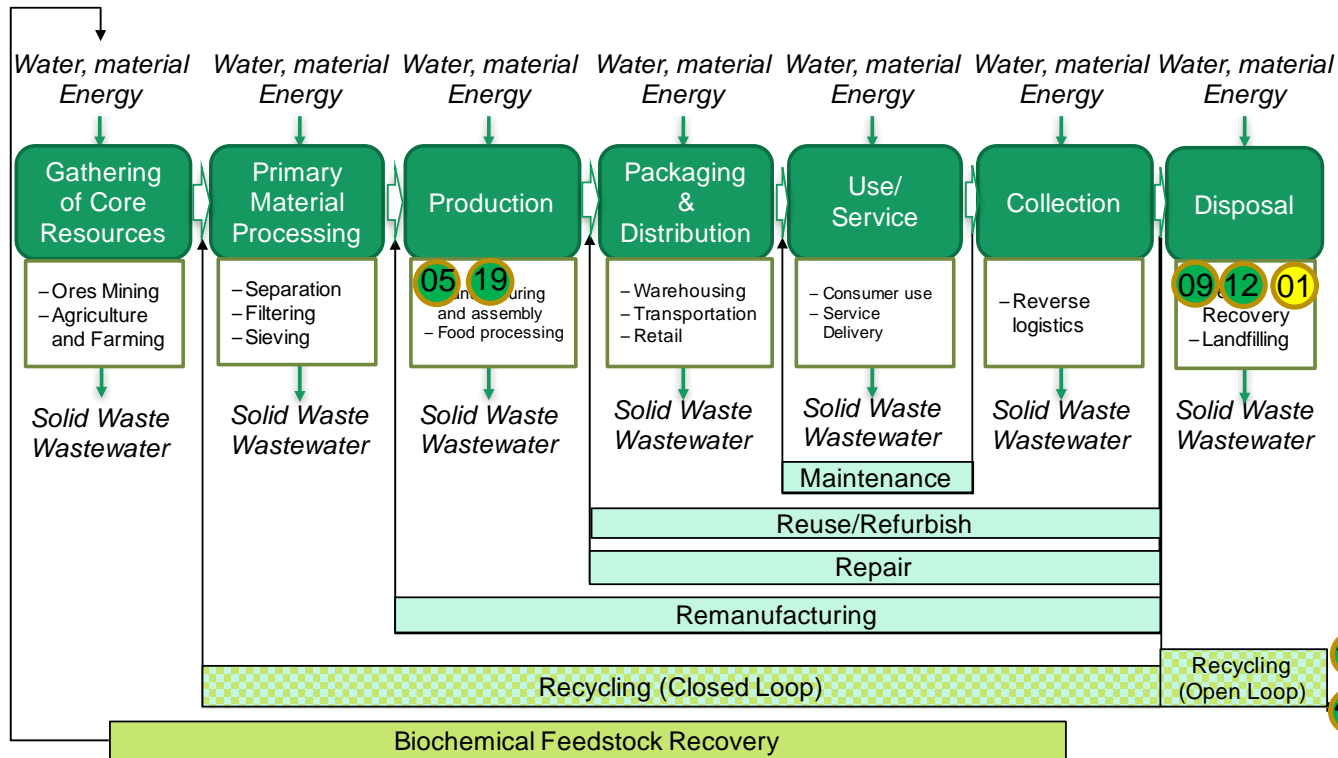 Water, material
Energy
Water, material
Energy
Water, material
Energy
Water, material
Energy
Water, material
Energy
Water, material
Energy
Water, material
Energy
Gathering
of Core
Resources
Primary
Material
Processing
Production
Packaging
&
Distribution
Use/
Service
Collection
Disposal
– Ores Mining
– Agriculture
and Farming
– Separation
– Filtering
– Sieving
05 19
and assembly
– Food processing
– Warehousing
– Transportation
– Retail
– Consumer use
– Service
Delivery
– Reverse
logistics
09 12 01
Recovery
– Landfilling
Solid Waste
Wastewater
Solid Waste
Wastewater
Solid Waste
Wastewater
Solid Waste
Wastewater
Solid Waste
Wastewater
Solid Waste
Wastewater
Solid Waste
Wastewater
Maintenance
Reuse/Refurbish
Repair
Remanufacturing
Recycling (Closed Loop)
Recycling
(Open Loop)
Biochemical Feedstock Recovery